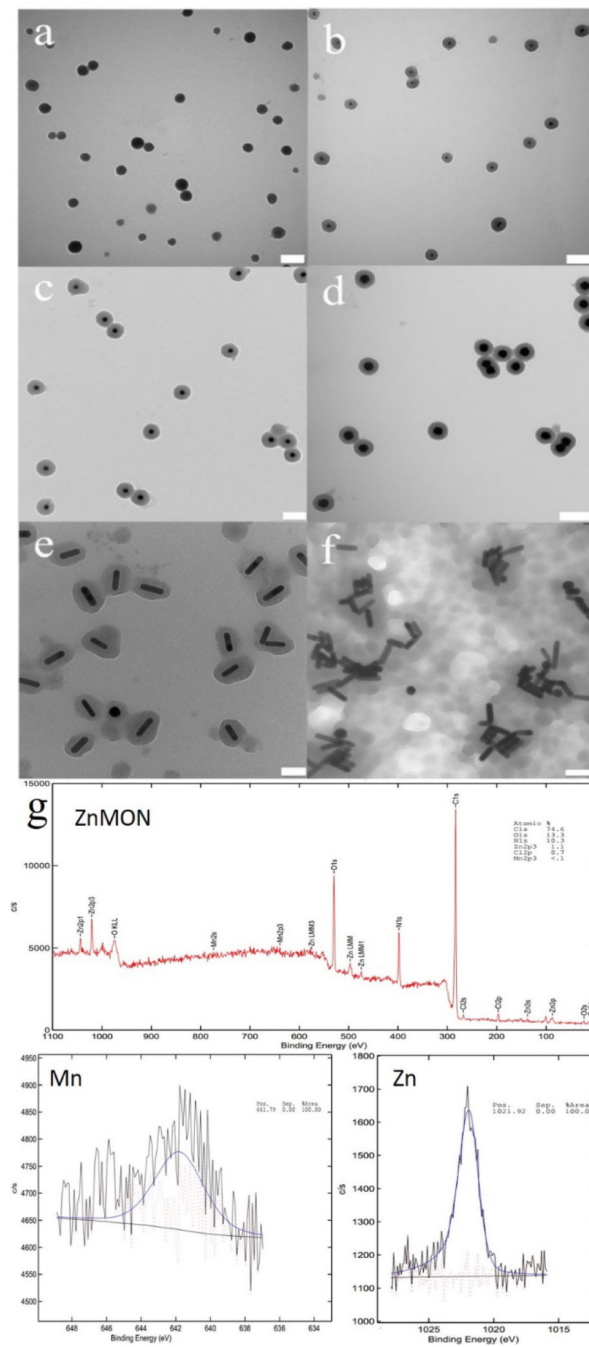 a
b
c
d
e
f
g
ZnMON
15000
10000
5000
0
c/s
Zn2p1
Zn2p3
O KLL
Mn2s
Mn2p3
Zn LMM3
O1s
Zn LMM
Zn LMM1
N1s
C1s
Cl2s
Cl2p
Zn3s
Zn3p
O2s
Atomic %
C1s 74.6
O1s 13.3
N1s 10.3
Zn2p3 1.1
Cl2p 0.7
Mn2p3 <.1
1100 1000 900 800 700 600 500 400 300 200 100 0
Binding Energy (eV)
Mn
4950
4900
4850
4800
4750
4700
4650
4600
4550
4500
c/s
Pos. Sep. %Area
641.79 0.00 100.00
648 646 644 642 640 638 636 634
Binding Energy (eV)
Zn
1800
1700
1600
1500
1400
1300
1200
1100
1000
c/s
Pos. Sep. %Area
1021.92 0.00 100.0
1025 1020 1015
Binding Energy (eV)